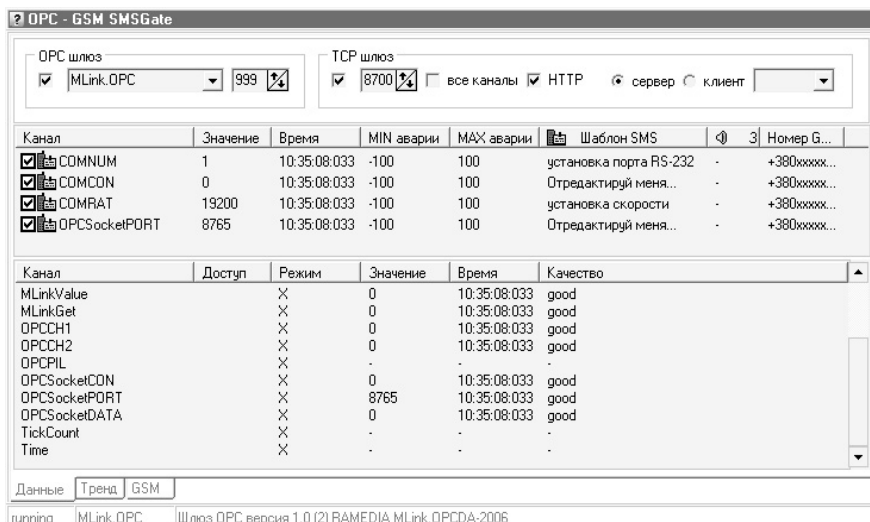 OPC - GSM SMSGate
OPC шлюз
TCP шлюз
MLink.OPC 999 8700 все каналы HTTP сервер клиент
Канал Значение Время MIN аварии MAX аварии Шаблон SMS З Номер G...
COMNUM 1 10:35:08:033 -100 100 установка порта RS-232 - +380xxxxx...
COMCON 0 10:35:08:033 -100 100 Отредактируй меня... - +380xxxxx...
COMRAT 19200 10:35:08:033 -100 100 установка скорости - +380xxxxx...
OPCSocketPORT 8765 10:35:08:033 -100 100 Отредактируй меня... - +380xxxxx...
Канал Доступ Режим Значение Время Качество
MLinkValue X 0 10:35:08:033 good
MLinkGet X 0 10:35:08:033 good
OPCCH1 X 0 10:35:08:033 good
OPCCH2 X 0 10:35:08:033 good
OPCPIL X - - -
OPCSocketCON X 0 10:35:08:033 good
OPCSocketPORT X 8765 10:35:08:033 good
OPCSocketDATA X 0 10:35:08:033 good
TickCount X - - -
Time X - - -
Данные Тренд GSM
running MLink.OPC Шлюз OPC версия 1.0 (2) RAMEDIA MLink.OPCDA-2006